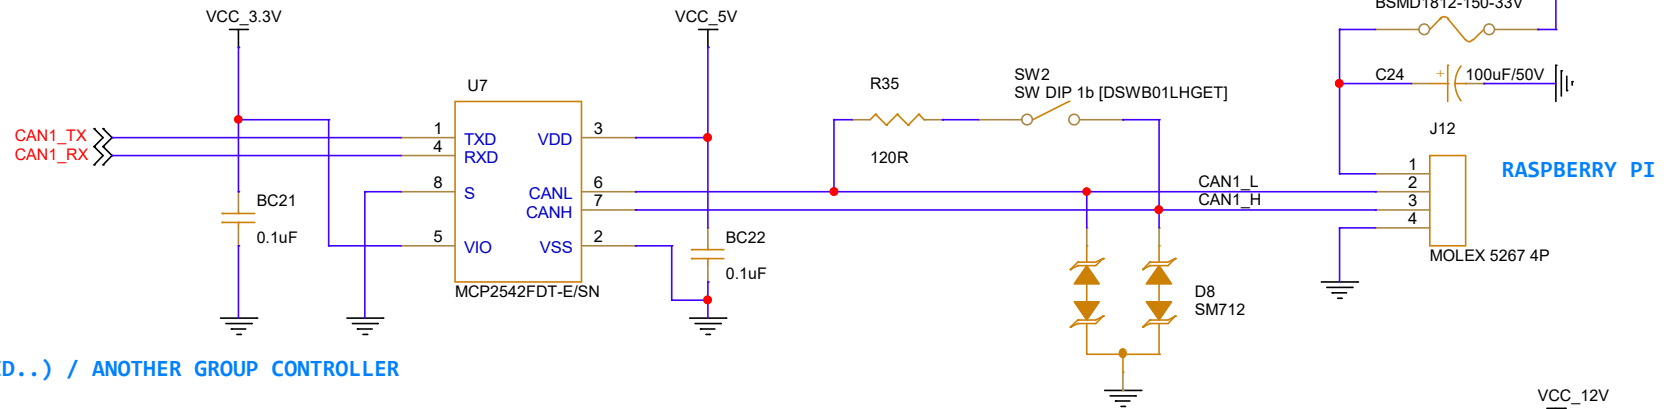 BSMD1812-150-33V
VCC_3.3V
VCC_5V
C24
+
100uF/50V
R35
SW2
SW DIP 1b [DSWB01LHGET]
U7
J12
CAN1_TX
CAN1_RX
1
TXD
VDD
3
4
RXD
120R
1
RASPBERRY PI
8
S
CANL
6
CAN1_L
2
CANH
7
CAN1_H
3
BC21
4
0.1uF
5
VIO
VSS
2
BC22
0.1uF
MOLEX 5267 4P
MCP2542FDT-E/SN
D8
SM712
D..) / ANOTHER GROUP CONTROLLER
VCC_12V